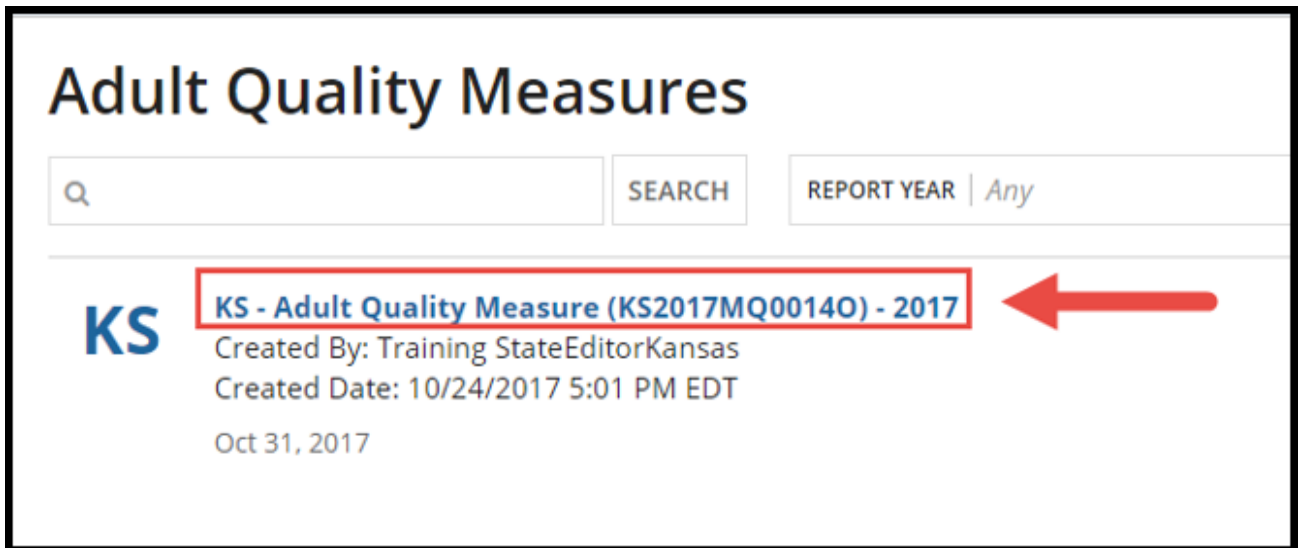 Adult Quality Measures
SEARCH REPORT YEAR | Any
KS
KS - Adult Quality Measure (KS2017MQ0014O) - 2017
Created By: Training StateEditorKansas
Created Date: 10/24/2017 5:01 PM EDT
Oct 31, 2017